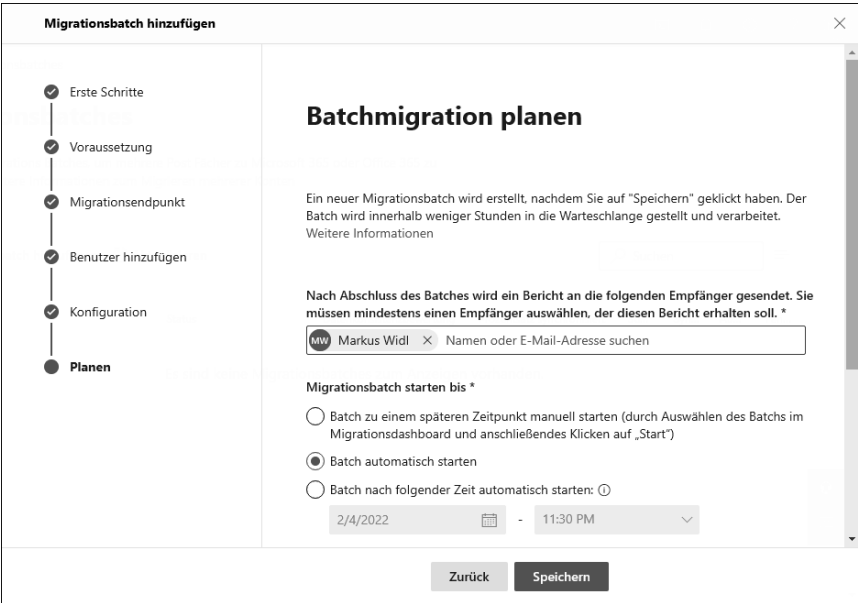 Migrationsbatch hinzufügen
Erste Schritte
Voraussetzung
Migrationsendpunkt
Benutzer hinzufügen
Konfiguration
Planen
Batchmigration planen
Ein neuer Migrationsbatch wird erstellt, nachdem Sie auf "Speichern" geklickt haben. Der
Batch wird innerhalb weniger Stunden in die Warteschlange gestellt und verarbeitet.
Weitere Informationen
Nach Abschluss des Batches wird ein Bericht an die folgenden Empfänger gesendet. Sie
müssen mindestens einen Empfänger auswählen, der diesen Bericht erhalten soll. *
MW Markus Widl Namen oder E-Mail-Adresse suchen
Migrationsbatch starten bis *
Batch zu einem späteren Zeitpunkt manuell starten (durch Auswählen des Batchs im
Migrationsdashboard und anschließendes Klicken auf „Start“)
Batch automatisch starten
Batch nach folgender Zeit automatisch starten:
2/4/2022 - 11:30 PM
Zurück Speichern